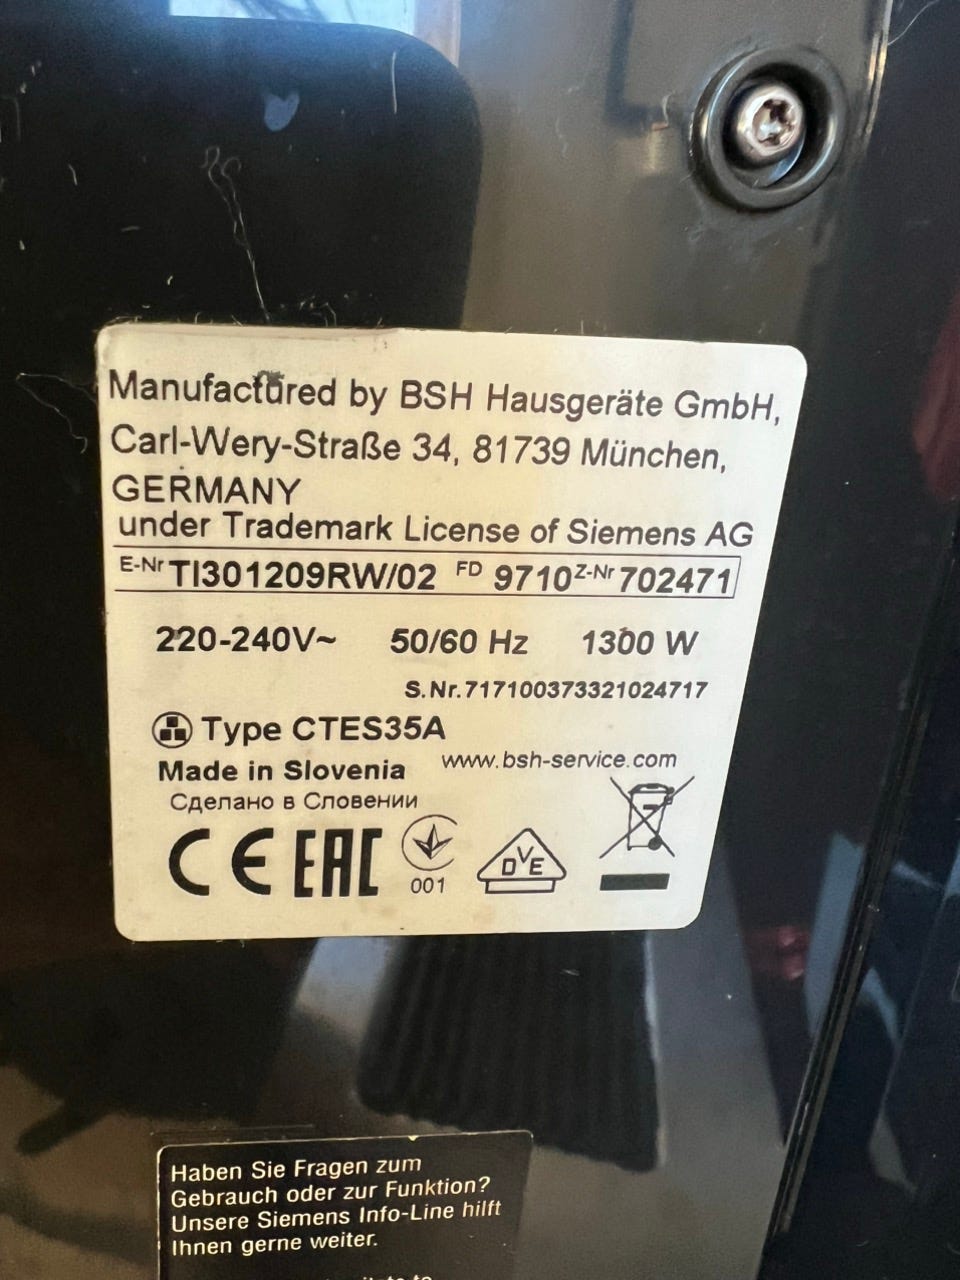 Manufactured by BSH Hausgeräte GmbH,
Carl-Wery-Straße 34, 81739 München,
GERMANY
under Trademark License of Siemens AG
E-Nr TI301209RW/02 FD 9710 Z-Nr 702471
220-240V~ 50/60 Hz 1300 W
S.Nr.717100373321024717
Type CTES35A
www.bsh-service.com
Made in Slovenia
Сделано в Словении
CE EAC 001 DVE
Haben Sie Fragen zum
Gebrauch oder zur Funktion?
Unsere Siemens Info-Line hilft
Ihnen gerne weiter.